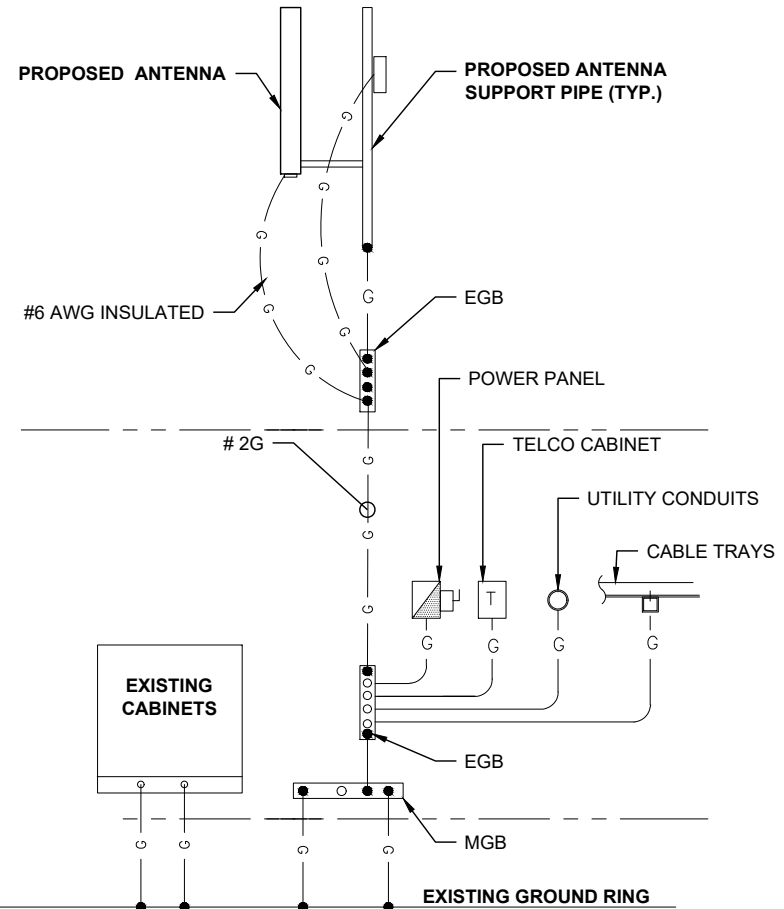 PROPOSED ANTENNA
PROPOSED ANTENNA
SUPPORT PIPE (TYP.)
G
G
G
G
G
#6 AWG INSULATED
G
G
EGB
G
G
POWER PANEL
# 2G
G
TELCO CABINET
UTILITY CONDUITS
G
CABLE TRAYS
T
G
G
G
G
G
EXISTING
CABINETS
EGB
MGB
G
G
G
G
EXISTING GROUND RING